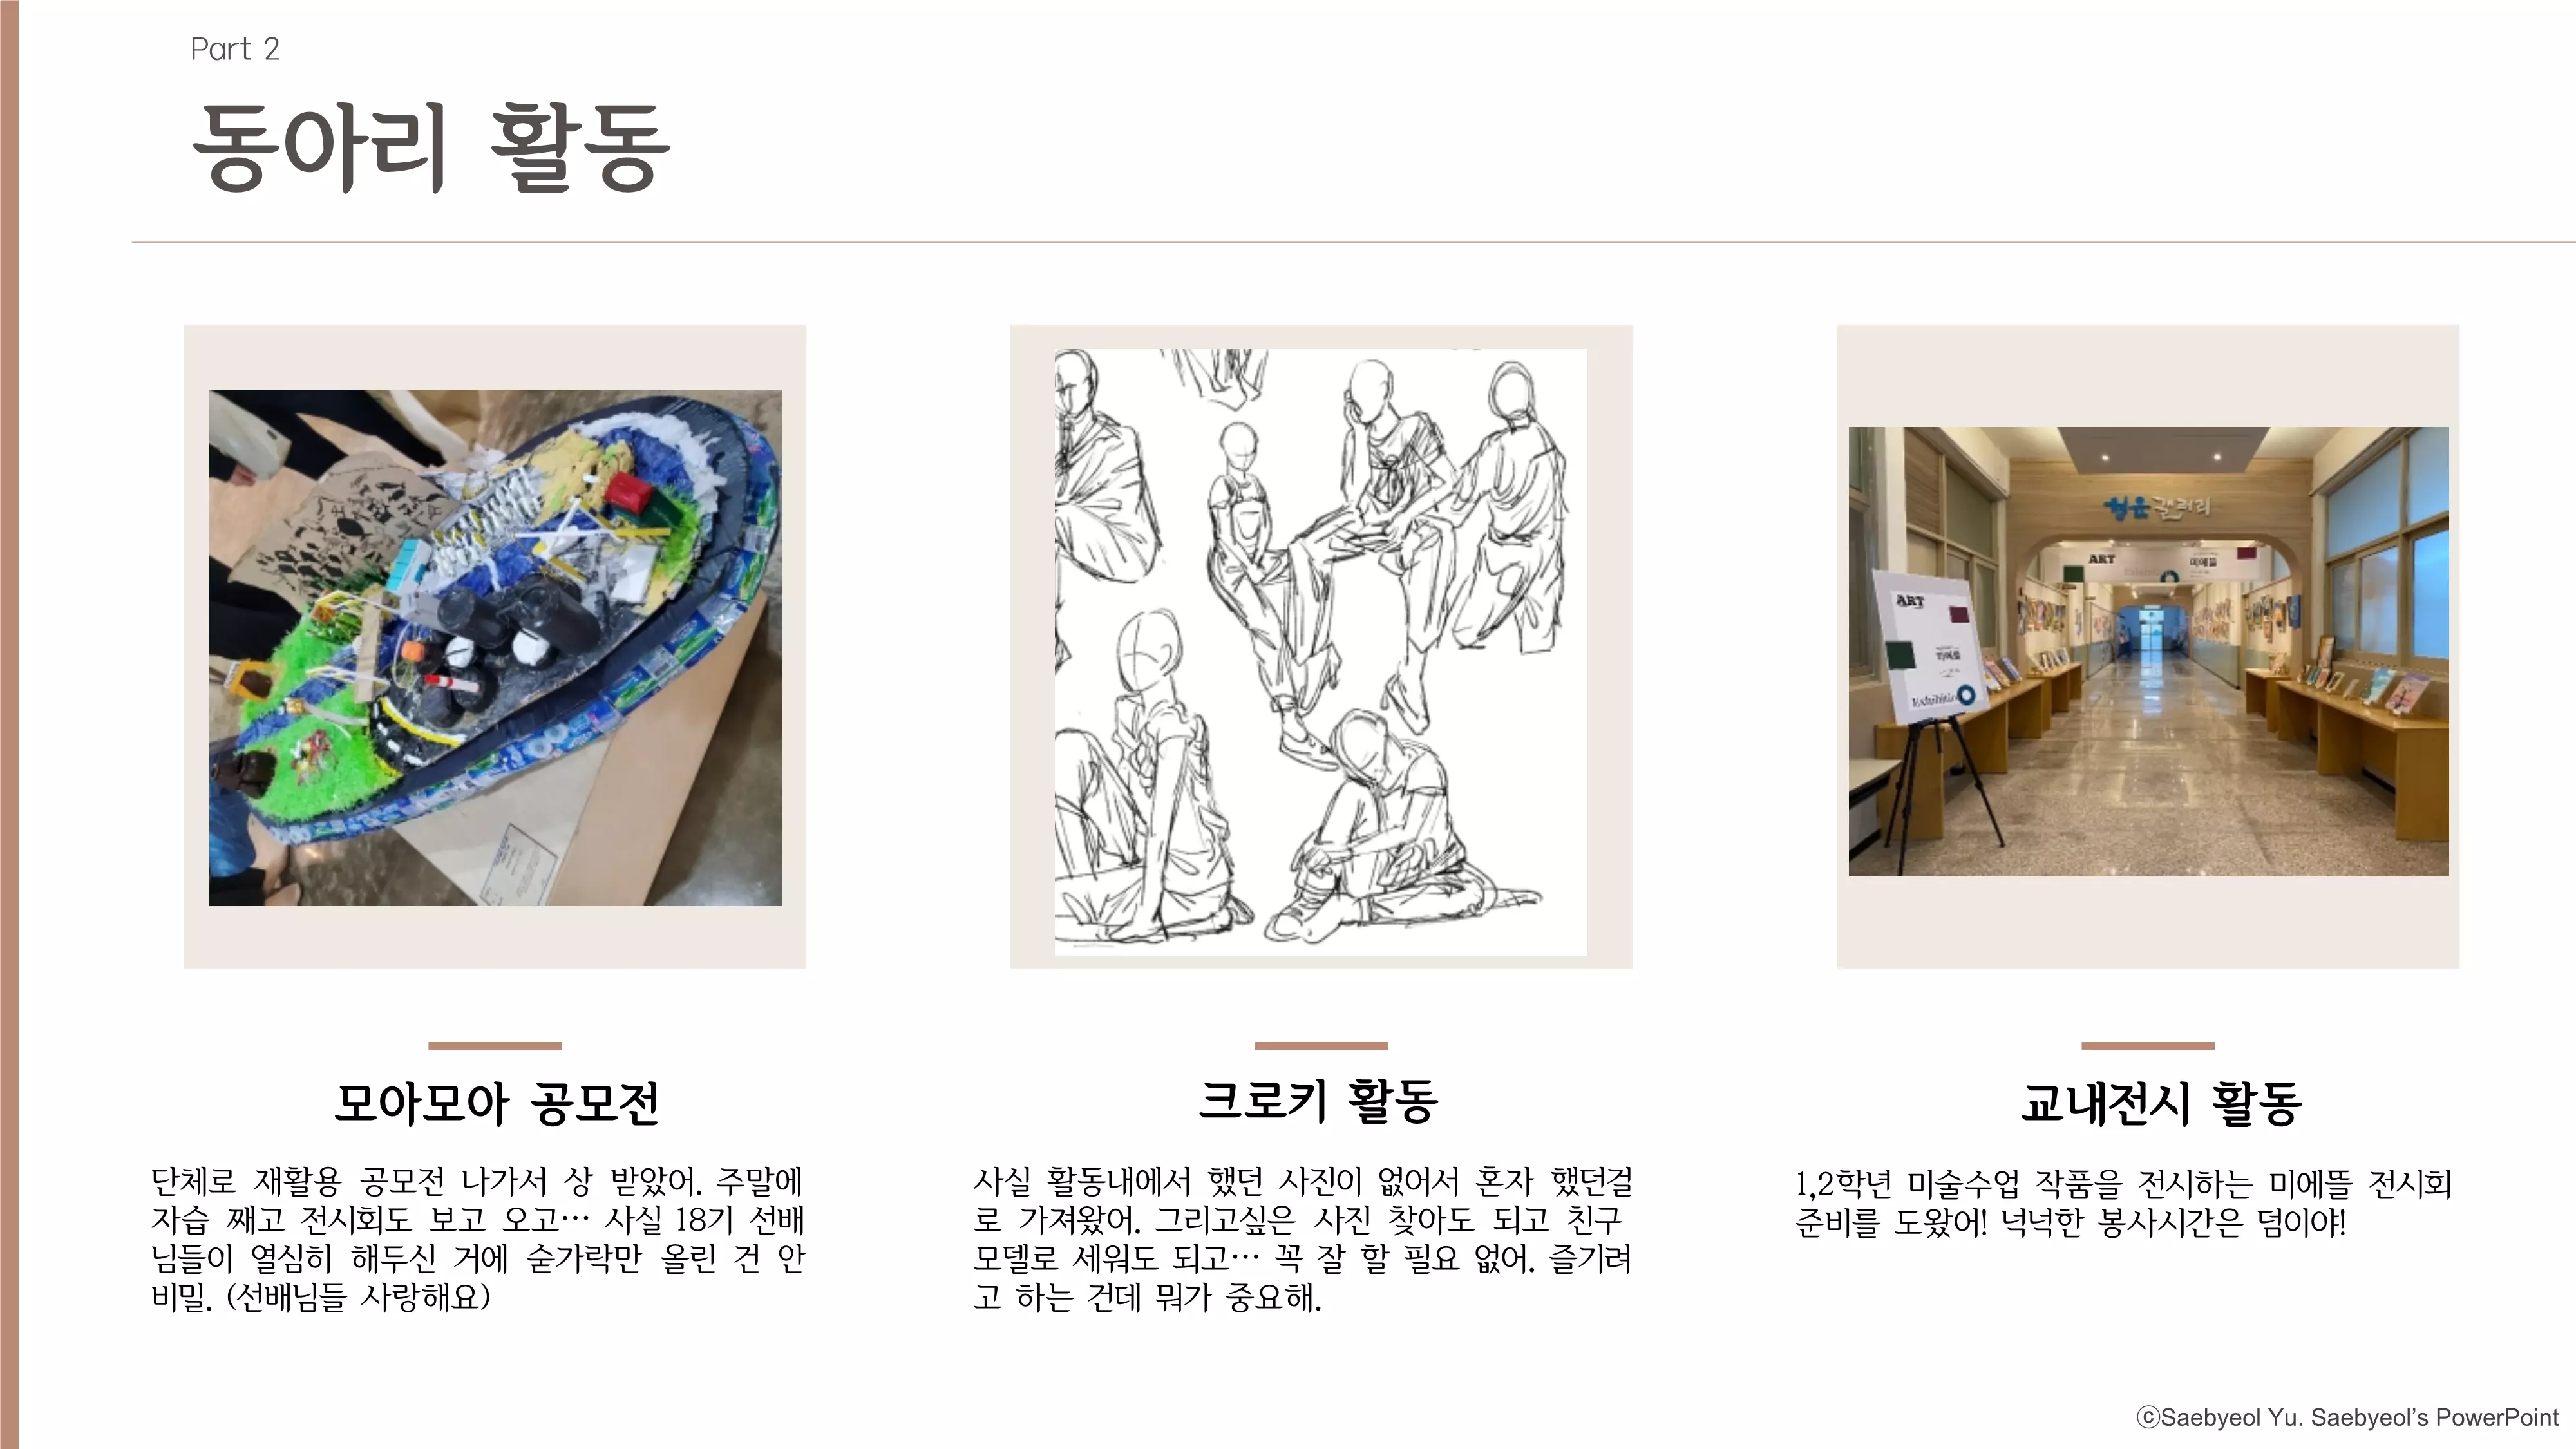 Part 2
동아리 활동
청운갤러리
ART
미예뜰
ART
미예뜰
Exhibition
모아모아 공모전
단체로 재활용 공모전 나가서 상 받았어. 주말에
자습 째고 전시회도 보고 오고… 사실 18기 선배
님들이 열심히 해두신 거에 숟가락만 올린 건 안
비밀. (선배님들 사랑해요)
크로키 활동
사실 활동내에서 했던 사진이 없어서 혼자 했던걸
로 가져왔어. 그리고싶은 사진 찾아도 되고 친구
모델로 세워도 되고… 꼭 잘 할 필요 없어. 즐기려
고 하는 건데 뭐가 중요해.
교내전시 활동
1,2학년 미술수업 작품을 전시하는 미예뜰 전시회
준비를 도왔어! 넉넉한 봉사시간은 덤이야!
ⓒSaebyeol Yu. Saebyeol’s PowerPoint